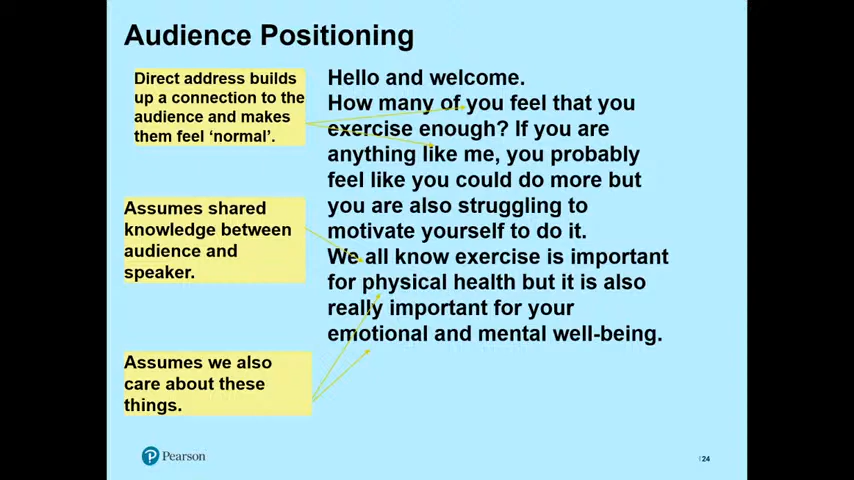 Audience Positioning
Direct address builds
up a connection to the
audience and makes
them feel ‘normal’.
Hello and welcome.
How many of you feel that you
exercise enough? If you are
anything like me, you probably
feel like you could do more but
you are also struggling to
motivate yourself to do it.
We all know exercise is important
for physical health but it is also
really important for your
emotional and mental well-being.
Assumes shared
knowledge between
audience and
speaker.
Assumes we also
care about these
things.
Pearson
24